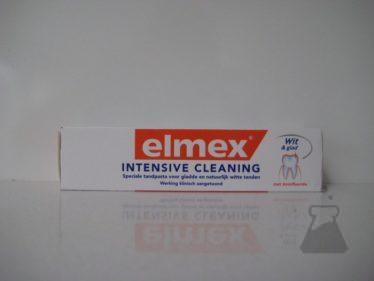 elmex
INTENSIVE CLEANING
Speciale tandpasta voor gladde en natuurlijk witte tanden
Werking klinisch aangetoond
Wit
& glad
met Aminfluoride